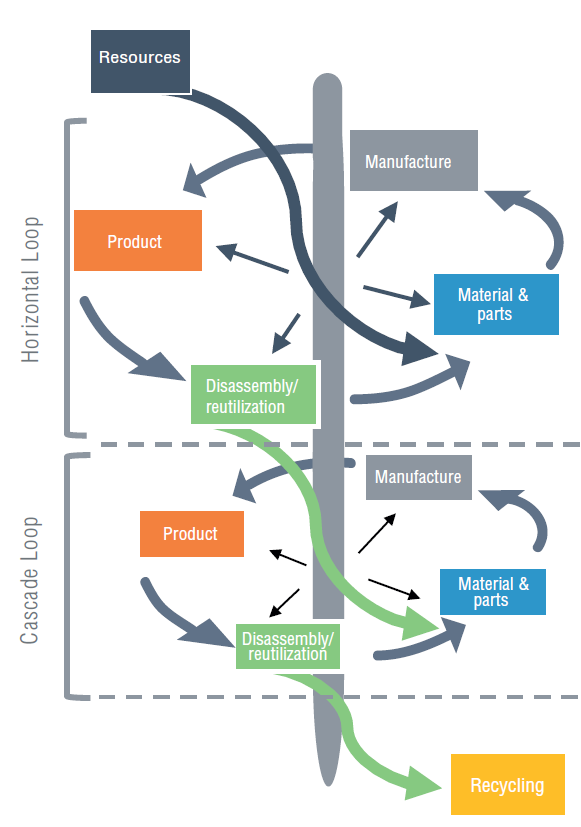 Resources
Horizontal Loop
Manufacture
Product
Material &
parts
Disassembly/
reutilization
Cascade Loop
Manufacture
Product
Material &
parts
Disassembly/
reutilization
Recycling